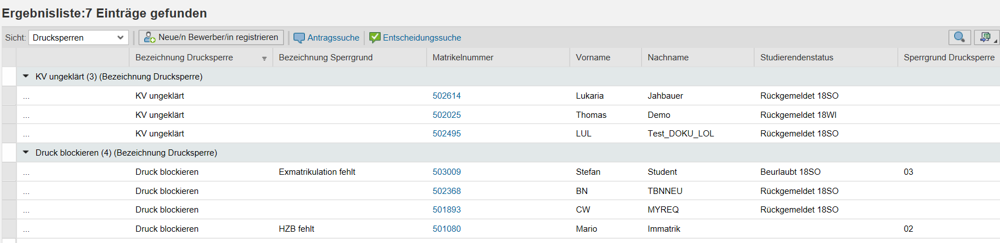 Ergebnisliste:7 Einträge gefunden
Sicht: Drucksperren Neue/n Bewerber/in registrieren Antragssuche Entscheidungssuche
Bezeichnung Drucksperre Bezeichnung Sperrgrund Matrikelnummer Vorname Nachname Studierendenstatus Sperrgrund Drucksperre
KV ungeklärt (3) (Bezeichnung Drucksperre)
... KV ungeklärt 502614 Lukaria Jahbauer Rückgemeldet 18SO
... KV ungeklärt 502025 Thomas Demo Rückgemeldet 18WI
... KV ungeklärt 502495 LUL Test_DOKU_LOL Rückgemeldet 18SO
Druck blockieren (4) (Bezeichnung Drucksperre)
... Druck blockieren Exmatrikulation fehlt 503009 Stefan Student Beurlaubt 18SO 03
... Druck blockieren 502368 BN TBNNEU Rückgemeldet 18SO
... Druck blockieren 501893 CW MYREQ Rückgemeldet 18SO
... Druck blockieren HZB fehlt 501080 Mario Immatrik 02